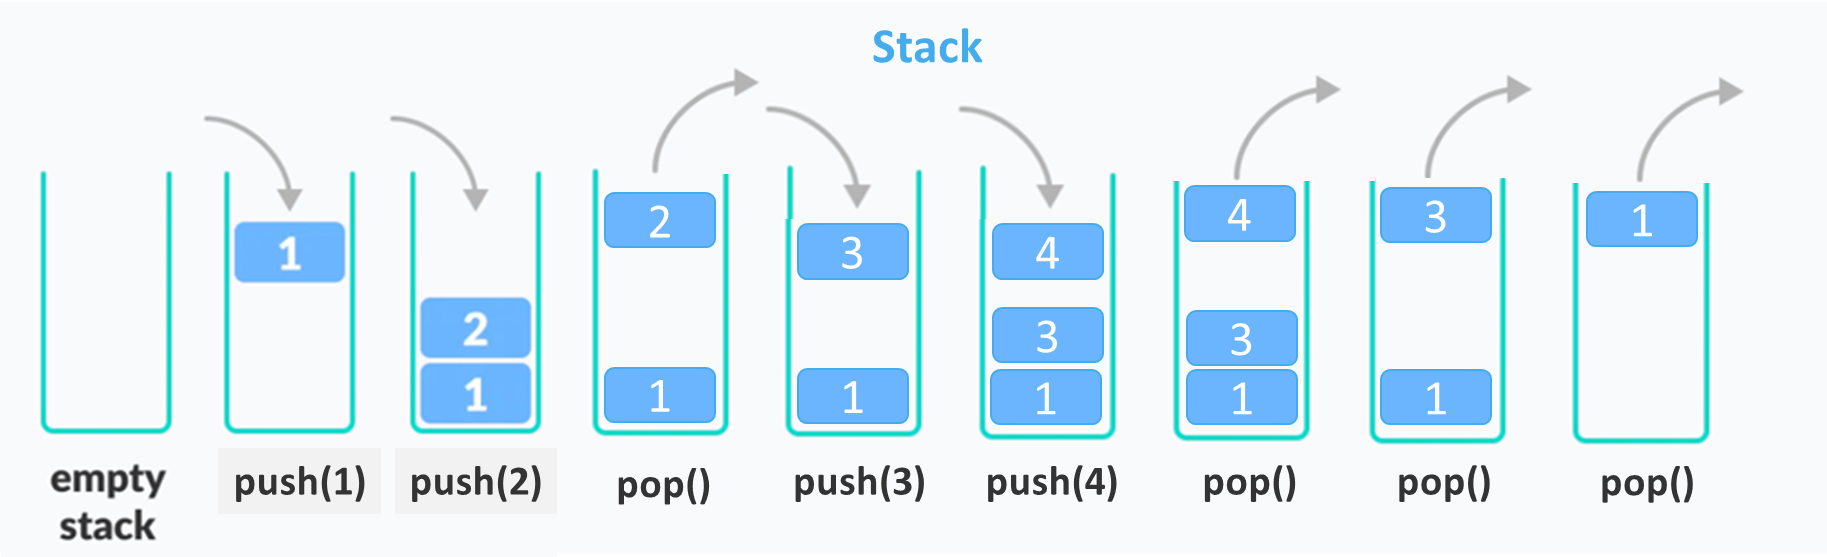 Stack
1
2
1
2
1
3
1
4
3
1
4
3
1
3
1
1
empty
stack
push(1)
push(2)
pop()
push(3)
push(4)
pop()
pop()
pop()